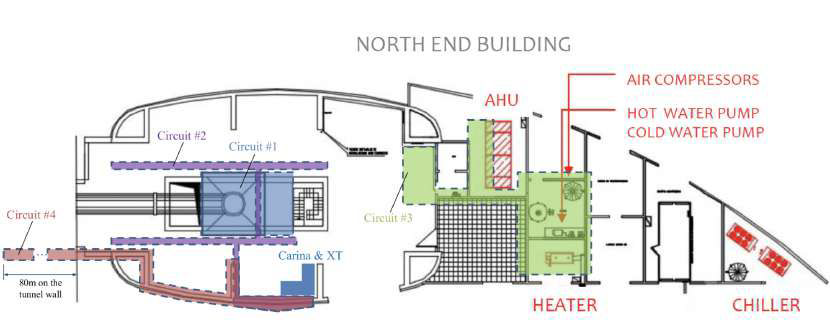 NORTH END BUILDING
AIR COMPRESSORS
AHU
HOT WATER PUMP
COLD WATER PUMP
Circuit #2
Circuit #1
Circuit #4
Circuit #3
Carina & XT
80m on the
tunnel wall
HEATER
CHILLER